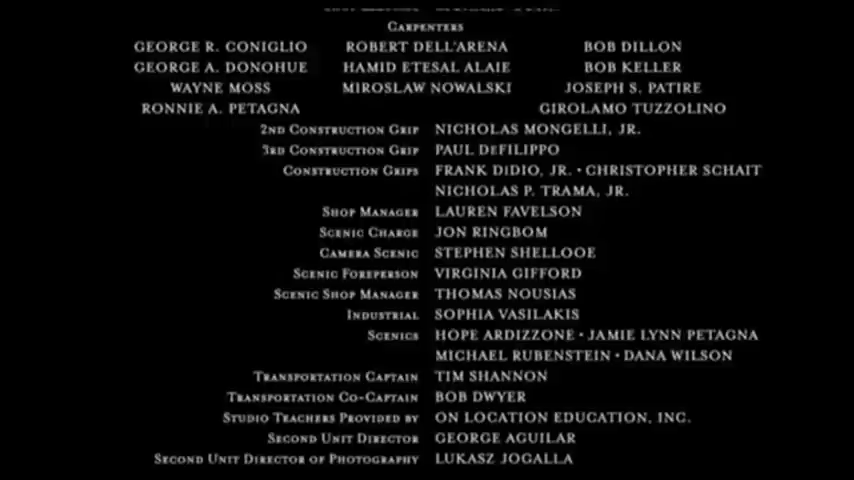 CARPENTERS
GEORGE R. CONIGLIO ROBERT DELL'ARENA BOB DILLON
GEORGE A. DONOHUE HAMID ETESAL ALAIE BOB KELLER
WAYNE MOSS MIROSLAW NOWALSKI JOSEPH S. PATIRE
RONNIE A. PETAGNA GIROLAMO TUZZOLINO
2ND CONSTRUCTION GRIP NICHOLAS MONGELLI, JR.
3RD CONSTRUCTION GRIP PAUL DEFILIPPO
CONSTRUCTION GRIPS FRANK DIDIO, JR. • CHRISTOPHER SCHAIT
NICHOLAS P. TRAMA, JR.
SHOP MANAGER LAUREN FAVELSON
SCENIC CHARGE JON RINGBOM
CAMERA SCENIC STEPHEN SHELLOOE
SCENIC FOREPERSON VIRGINIA GIFFORD
SCENIC SHOP MANAGER THOMAS NOUSIAS
INDUSTRIAL SOPHIA VASILAKIS
SCENICS HOPE ARDIZZONE • JAMIE LYNN PETAGNA
MICHAEL RUBENSTEIN • DANA WILSON
TRANSPORTATION CAPTAIN TIM SHANNON
TRANSPORTATION CO-CAPTAIN BOB DWYER
STUDIO TEACHERS PROVIDED BY ON LOCATION EDUCATION, INC.
SECOND UNIT DIRECTOR GEORGE AGUILAR
SECOND UNIT DIRECTOR OF PHOTOGRAPHY LUKASZ JOGALLA